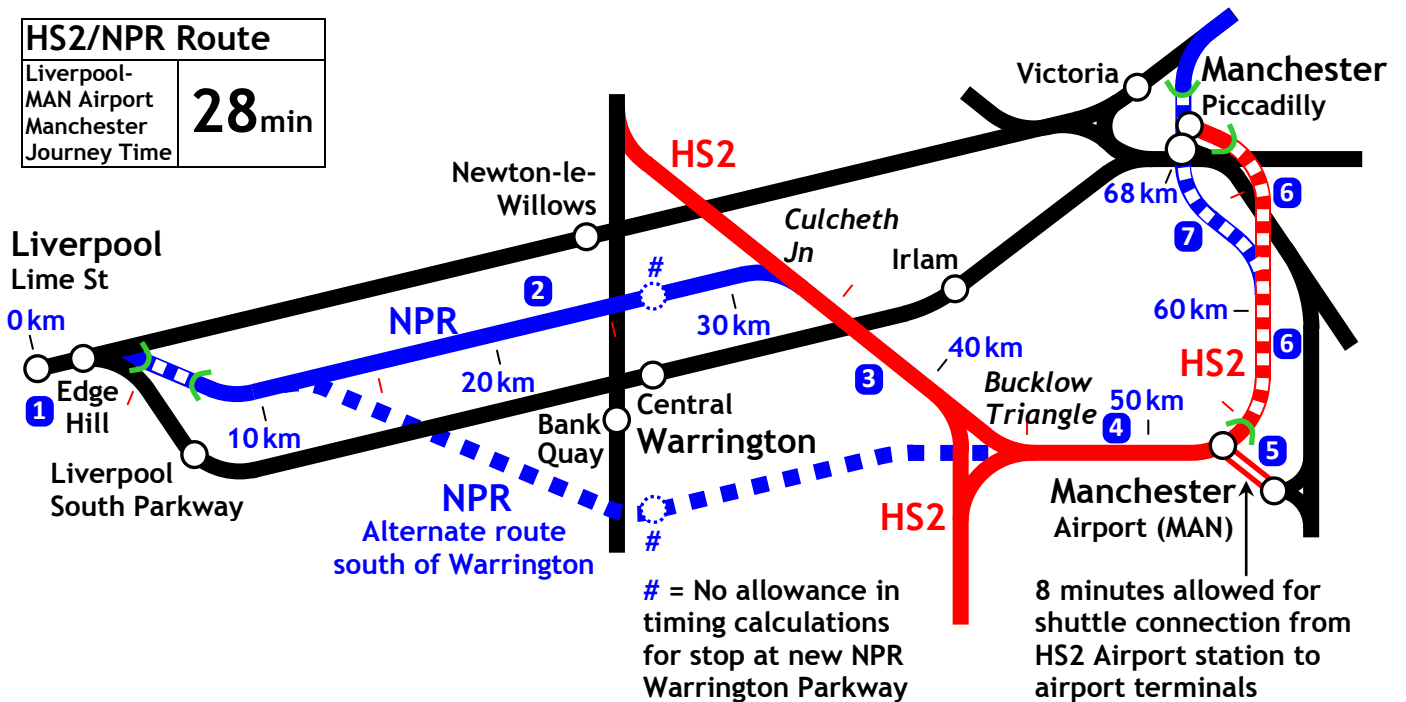 HS2/NPR Route
Liverpool-
MAN Airport
Manchester
Journey Time
28min
Liverpool
Lime St
0 km
1
Edge
Hill
Liverpool
South Parkway
10 km
NPR
2
20 km
Newton-le-
Willows
HS2
#
30 km
Culcheth
Jn
Irlam
Victoria
Manchester
Piccadilly
68 km
6
7
60 km
HS2
6
3
40 km
Bucklow
Triangle
50 km
4
5
Bank
Quay
Central
Warrington
NPR
Alternate route
south of Warrington
#
HS2
Manchester
Airport (MAN)
# = No allowance in
timing calculations
for stop at new NPR
Warrington Parkway
8 minutes allowed for
shuttle connection from
HS2 Airport station to
airport terminals